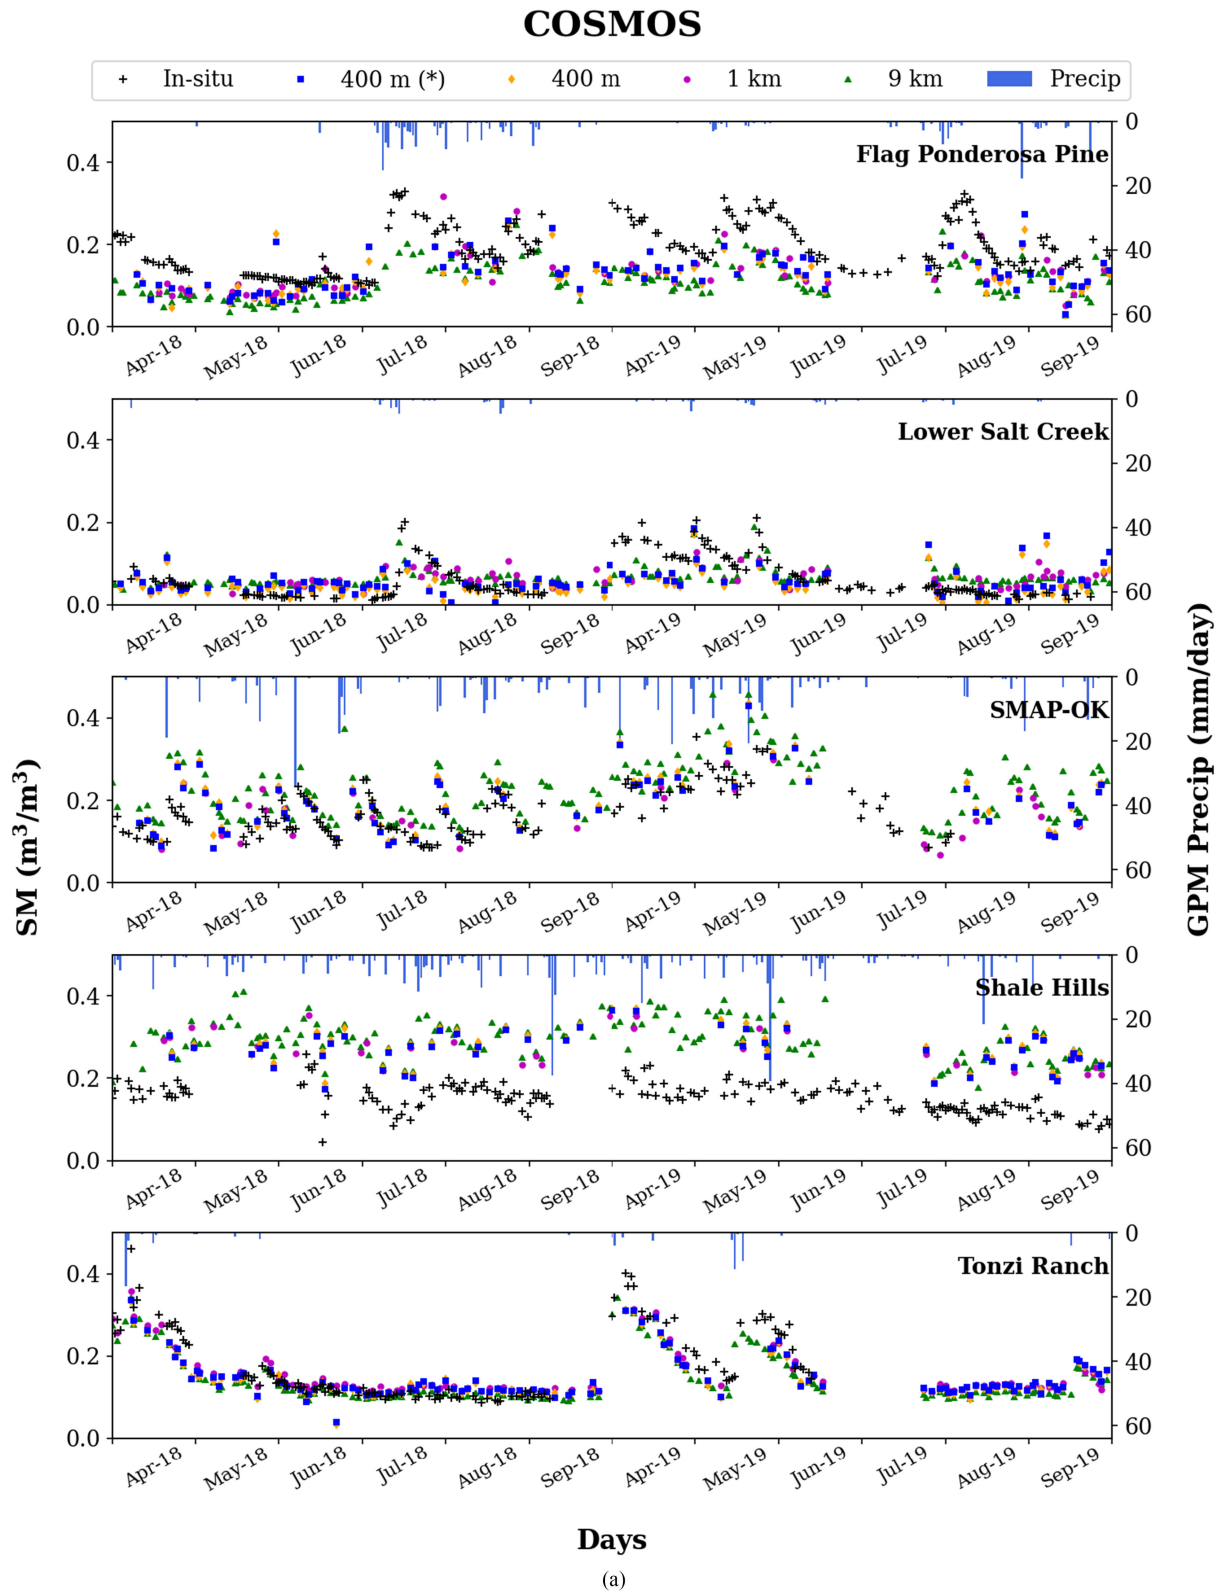 COSMOS
In-situ 400 m (*) 400 m 1 km 9 km Precip
Flag Ponderosa Pine
0.4
0.2
0.0
0
20
40
60
Apr-18 May-18 Jun-18 Jul-18 Aug-18 Sep-18 Apr-19 May-19 Jun-19 Jul-19 Aug-19 Sep-19
Lower Salt Creek
0.4
0.2
0.0
0
20
40
60
Apr-18 May-18 Jun-18 Jul-18 Aug-18 Sep-18 Apr-19 May-19 Jun-19 Jul-19 Aug-19 Sep-19
SM (m³/m³)
GPM Precip (mm/day)
SMAP-OK
0.4
0.2
0.0
0
20
40
60
Apr-18 May-18 Jun-18 Jul-18 Aug-18 Sep-18 Apr-19 May-19 Jun-19 Jul-19 Aug-19 Sep-19
Shale Hills
0.4
0.2
0.0
0
20
40
60
Apr-18 May-18 Jun-18 Jul-18 Aug-18 Sep-18 Apr-19 May-19 Jun-19 Jul-19 Aug-19 Sep-19
Tonzi Ranch
0.4
0.2
0.0
0
20
40
60
Apr-18 May-18 Jun-18 Jul-18 Aug-18 Sep-18 Apr-19 May-19 Jun-19 Jul-19 Aug-19 Sep-19
Days
(a)